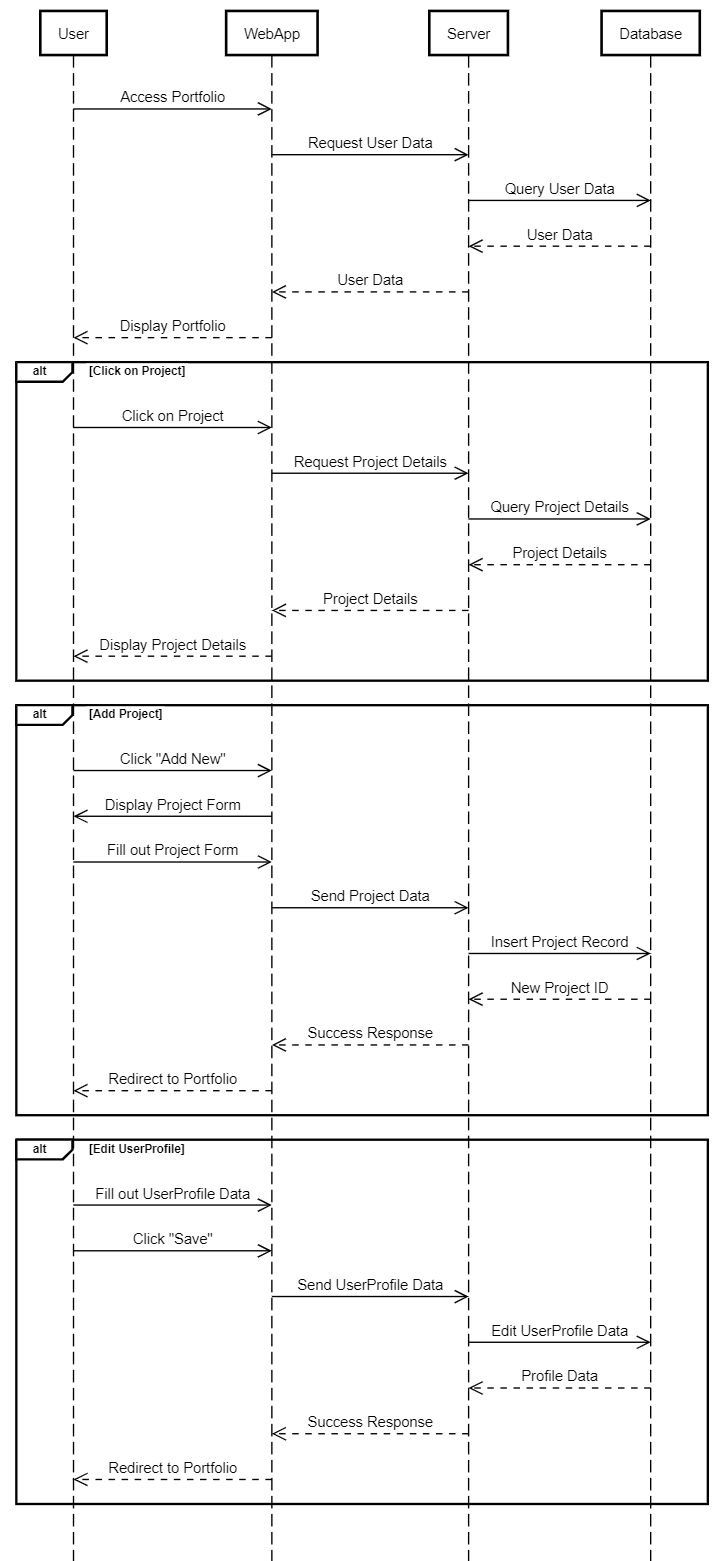 User
WebApp
Server
Database
Access Portfolio
Request User Data
Query User Data
User Data
User Data
Display Portfolio
alt
[Click on Project]
Click on Project
Request Project Details
Query Project Details
Project Details
Project Details
Display Project Details
alt
[Add Project]
Click "Add New"
Display Project Form
Fill out Project Form
Send Project Data
Insert Project Record
New Project ID
Success Response
Redirect to Portfolio
alt
[Edit UserProfile]
Fill out UserProfile Data
Click "Save"
Send UserProfile Data
Edit UserProfile Data
Profile Data
Success Response
Redirect to Portfolio